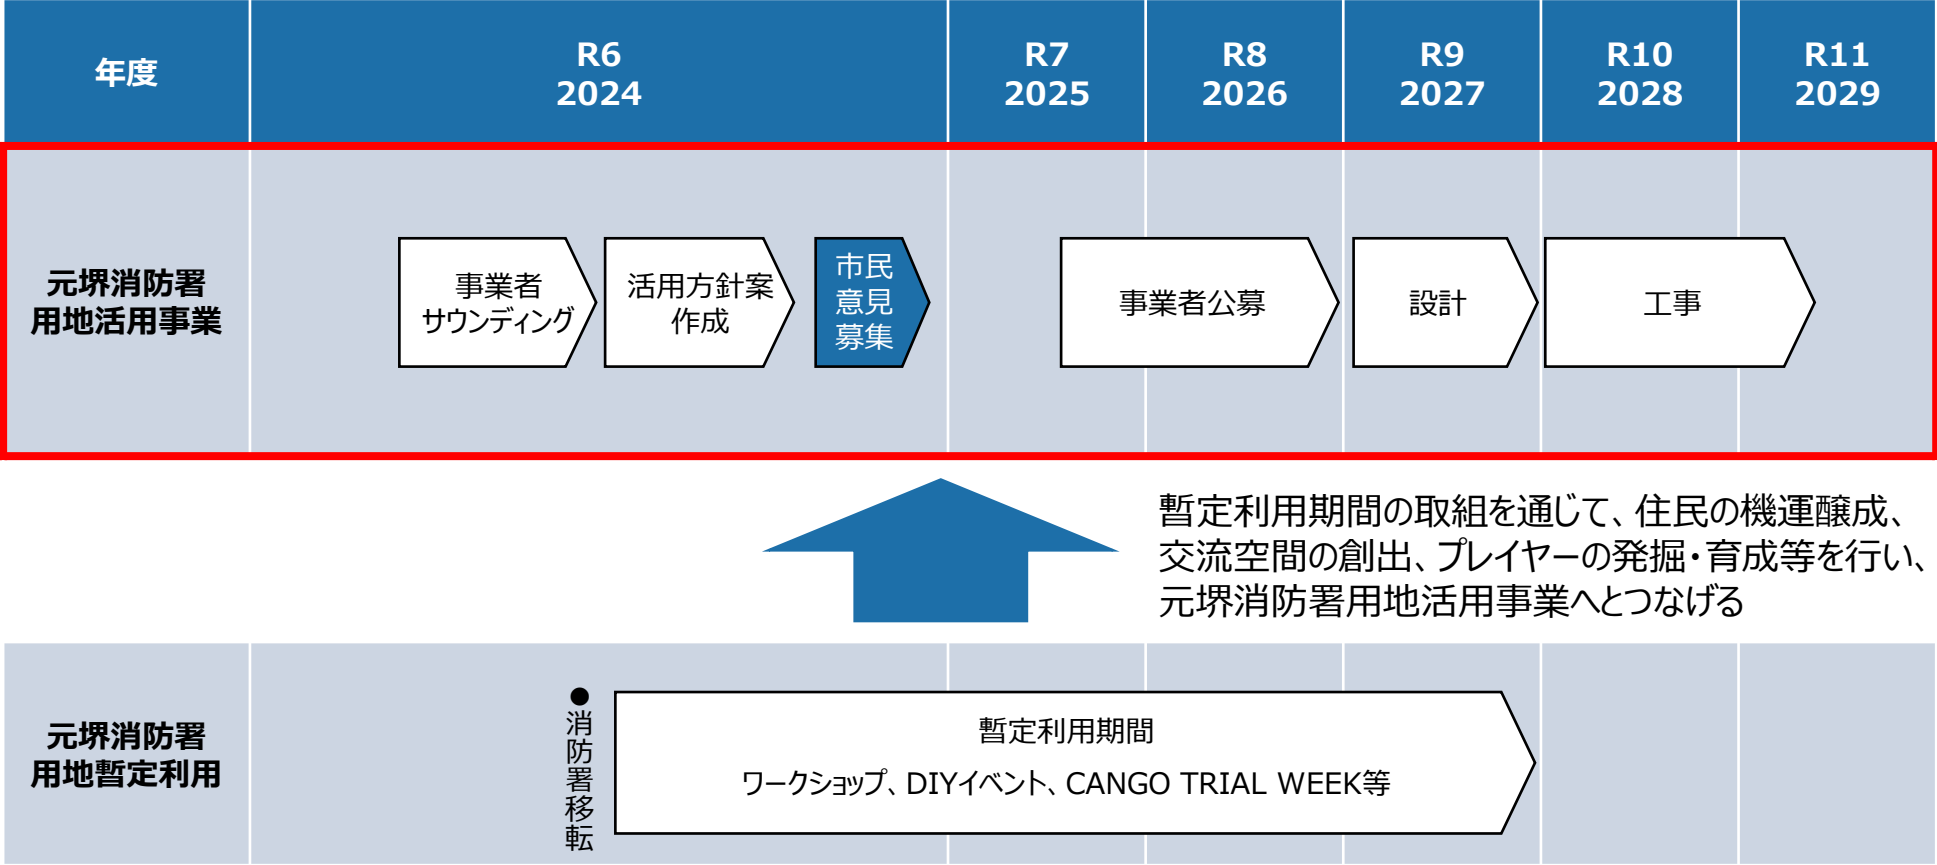 年度
R6
2024
R7
2025
R8
2026
R9
2027
R10
2028
R11
2029
元堺消防署
用地活用事業
事業者
サウンディング
活用方針案
作成
市民
意見
募集
事業者公募
設計
工事
暫定利用期間の取組を通じて、住民の機運醸成、
交流空間の創出、プレイヤーの発掘・育成等を行い、
元堺消防署用地活用事業へとつなげる
元堺消防署
用地暫定利用
●消防署移転
暫定利用期間
ワークショップ、DIYイベント、CANGO TRIAL WEEK等